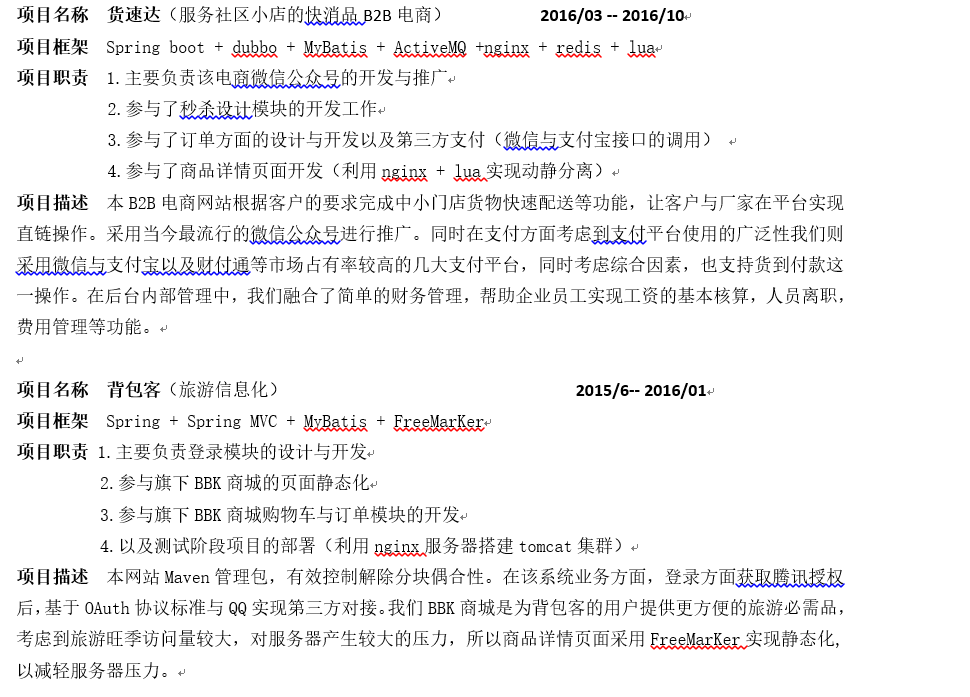 项目名称 货速达（服务社区小店的快消品 B2B 电商） 2016/03 -- 2016/10
项目框架 Spring boot + dubbo + MyBatis + ActiveMQ +nginx + redis + lua
项目职责 1.主要负责该电商微信公众号的开发与推广
2.参与了秒杀设计模块的开发工作
3.参与了订单方面的设计与开发以及第三方支付（微信与支付宝接口的调用）
4.参与了商品详情页面开发（利用 nginx + lua 实现动静分离）
项目描述 本 B2B 电商网站根据客户的要求完成中小门店货物快速配送等功能，让客户与厂家在平台实现
直链操作。采用当今最流行的微信公众号进行推广。同时在支付方面考虑到支付平台使用的广泛性我们则
采用微信与支付宝以及财付通等市场占有率较高的几大支付平台，同时考虑综合因素，也支持货到付款这
一操作。在后台内部管理中，我们融合了简单的财务管理，帮助企业员工实现工资的基本核算，人员离职，
费用管理等功能。
项目名称 背包客（旅游信息化） 2015/6-- 2016/01
项目框架 Spring + Spring MVC + MyBatis + FreeMarKer
项目职责 1.主要负责登录模块的设计与开发
2.参与旗下 BBK 商城的页面静态化
3.参与旗下 BBK 商城购物车与订单模块的开发
4.以及测试阶段项目的部署（利用 nginx 服务器搭建 tomcat 集群）
项目描述 本网站 Maven 管理包，有效控制解除分块偶合性。在该系统业务方面，登录方面获取腾讯授权
后，基于 OAuth 协议标准与 QQ 实现第三方对接。我们 BBK 商城是为背包客的用户提供更方便的旅游必需品，
考虑到旅游旺季访问量较大，对服务器产生较大的压力，所以商品详情页面采用 FreeMarKer 实现静态化，
以减轻服务器压力。